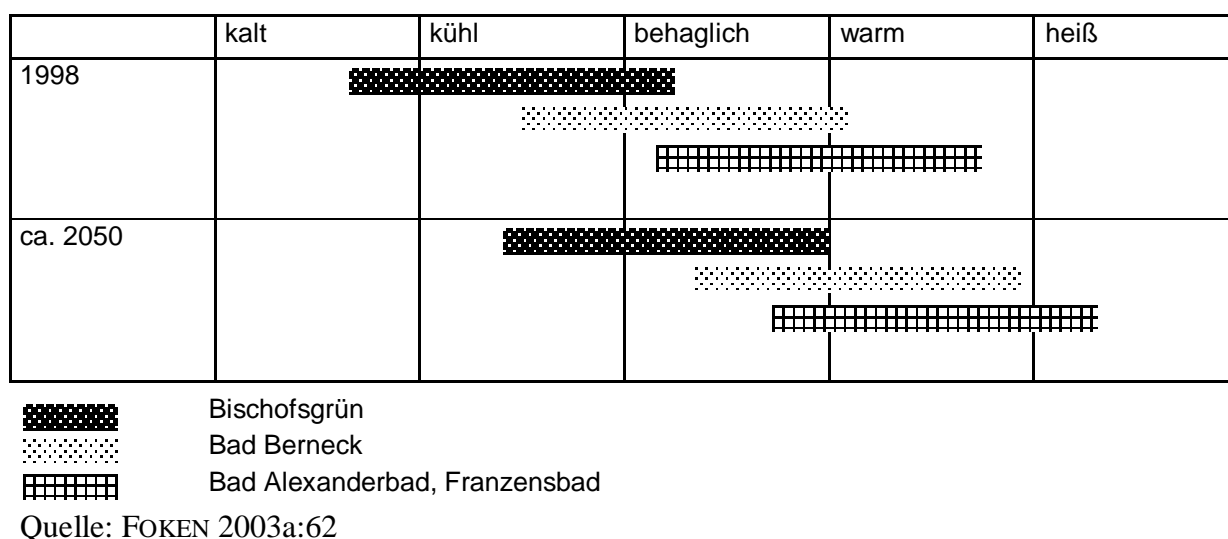 kalt kühl behaglich warm heiß
1998
ca. 2050
Bischofsgrün
Bad Berneck
Bad Alexanderbad, Franzensbad
Quelle: FOKEN 2003a:62